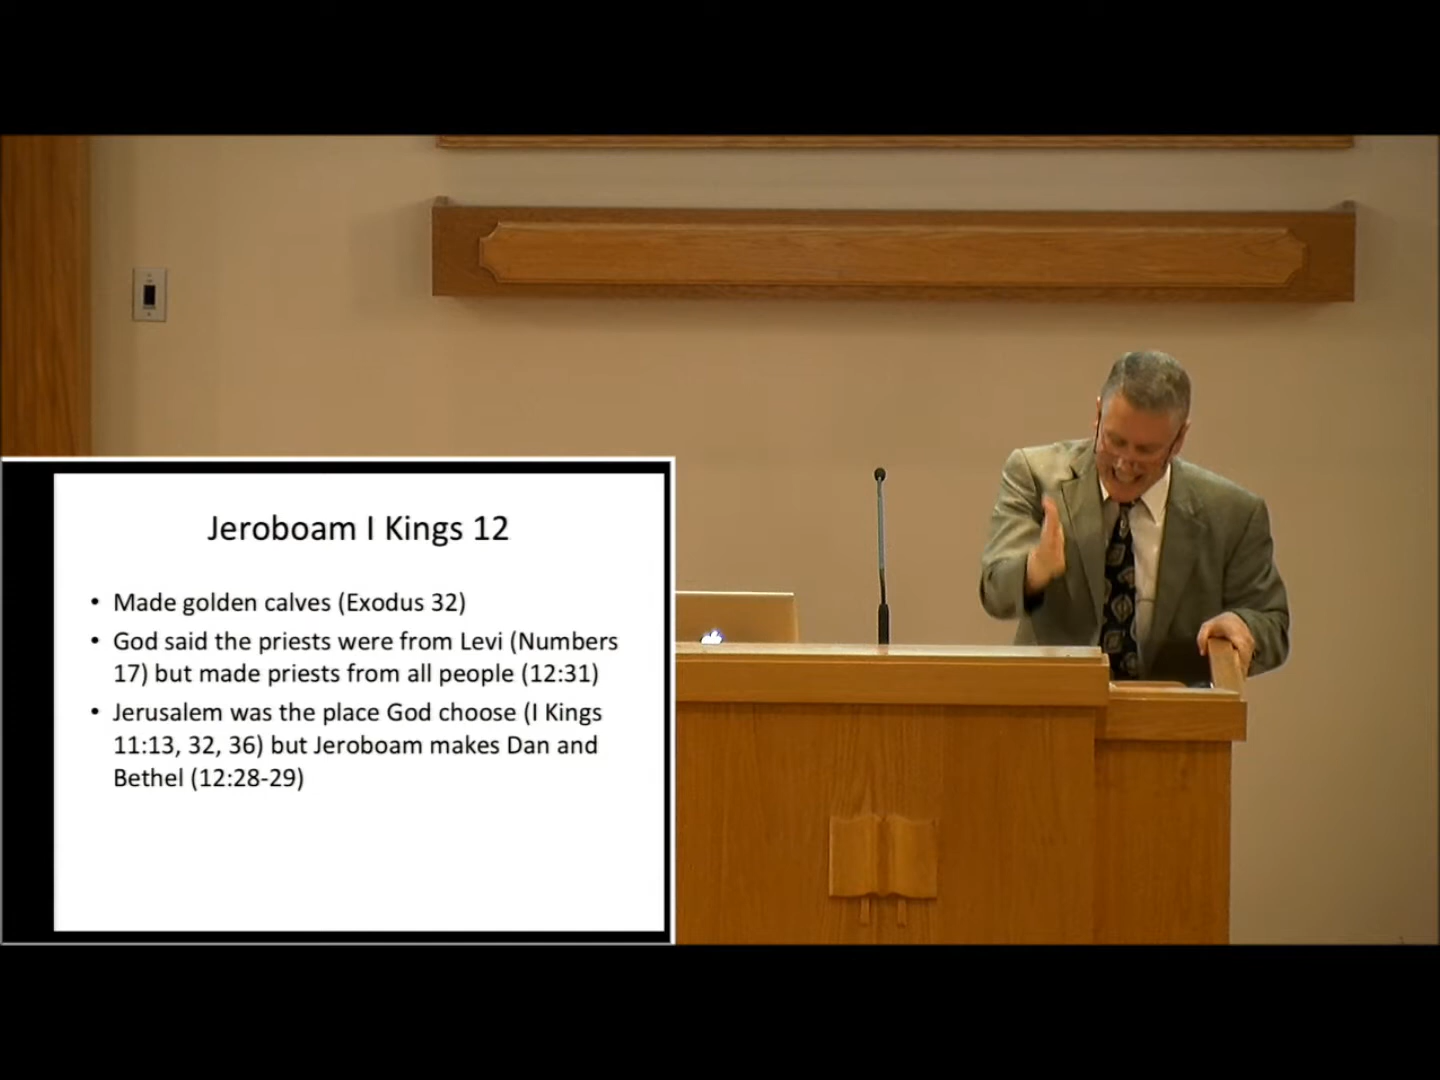 Jeroboam I Kings 12
• Made golden calves (Exodus 32)
• God said the priests were from Levi (Numbers
17) but made priests from all people (12:31)
• Jerusalem was the place God choose (I Kings
11:13, 32, 36) but Jeroboam makes Dan and
Bethel (12:28-29)